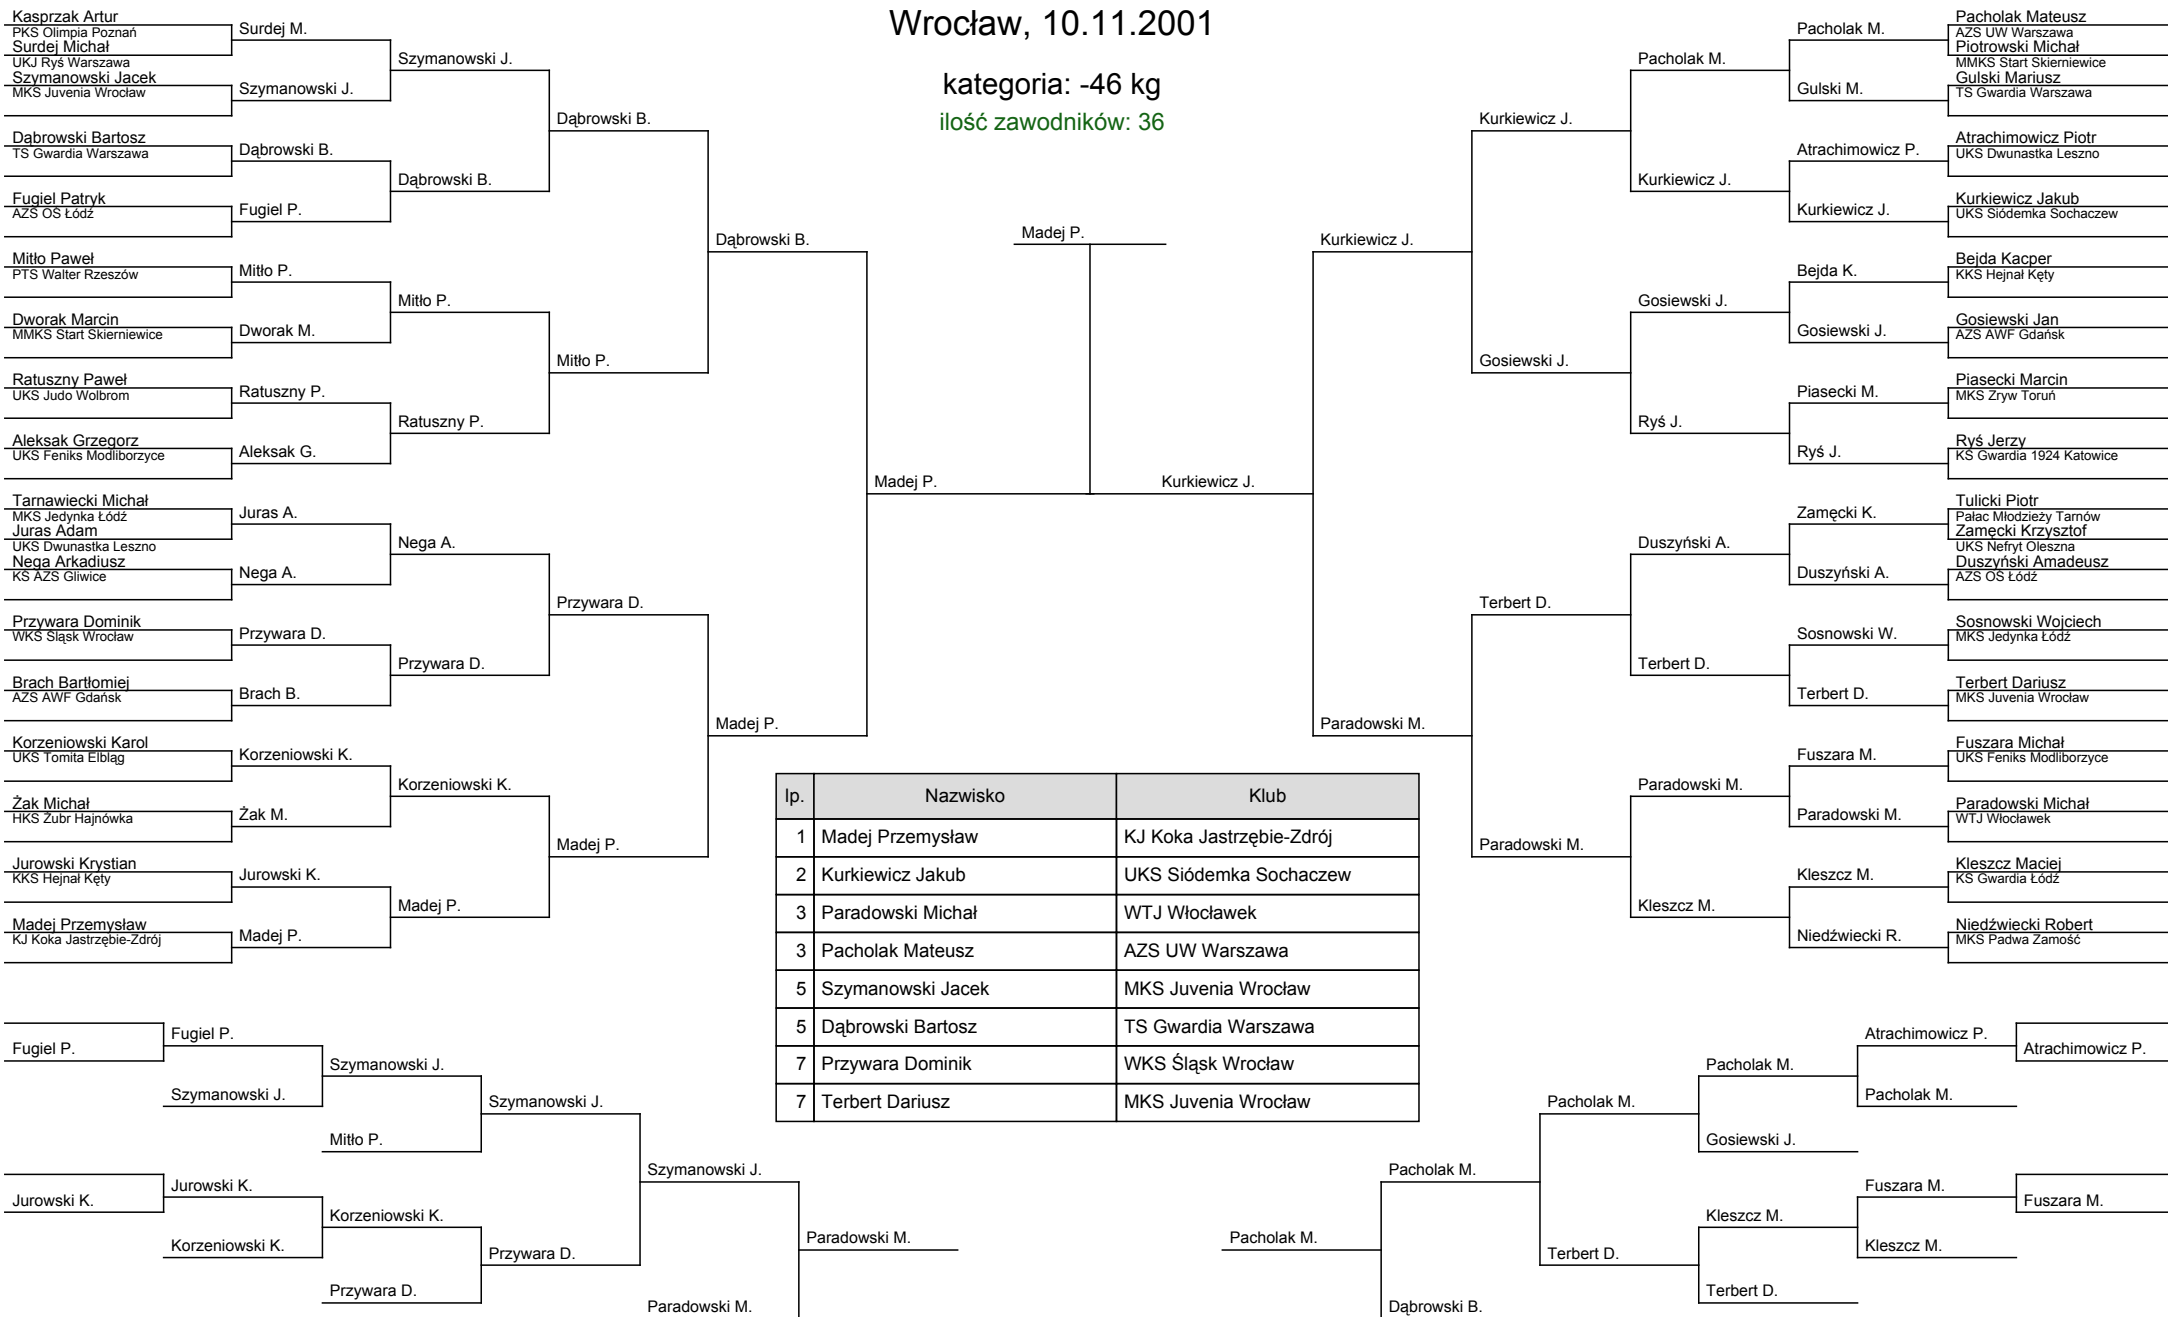 Wrocław, 10.11.2001
kategoria: -46 kg
ilość zawodników: 36
Kasprzak Artur
PKS Olimpia Poznań
Surdej Michał
UKJ Ryś Warszawa
Szymanowski Jacek
MKS Juvenia Wrocław
Dąbrowski Bartosz
TS Gwardia Warszawa
Fugiel Patryk
AZS OŚ Łódź
Mitło Paweł
PTS Walter Rzeszów
Dworak Marcin
MMKS Start Skierniewice
Ratuszny Paweł
UKS Judo Wolbrom
Aleksak Grzegorz
UKS Feniks Modliborzyce
Tarnawiecki Michał
MKS Jedynka Łódź
Juras Adam
UKS Dwunastka Leszno
Nega Arkadiusz
KŚ AZS Gliwice
Przywara Dominik
WKS Śląsk Wrocław
Brach Bartłomiej
AZS AWF Gdańsk
Korzeniowski Karol
UKS Tomita Elbląg
Żak Michał
HKS Żubr Hajnówka
Jurowski Krystian
KKS Hejnał Kęty
Madej Przemysław
KJ Koka Jastrzębie-Zdrój
Surdej M.
Szymanowski J.
Dąbrowski B.
Fugiel P.
Mitło P.
Dworak M.
Ratuszny P.
Aleksak G.
Juras A.
Nega A.
Przywara D.
Brach B.
Korzeniowski K.
Żak M.
Jurowski K.
Madej P.
Szymanowski J.
Dąbrowski B.
Mitło P.
Ratuszny P.
Nega A.
Przywara D.
Korzeniowski K.
Madej P.
Dąbrowski B.
Mitło P.
Przywara D.
Madej P.
Dąbrowski B.
Madej P.
Madej P.
Madej P.
Kurkiewicz J.
Kurkiewicz J.
Paradowski M.
Kurkiewicz J.
Gosiewski J.
Terbert D.
Paradowski M.
Pacholak M.
Kurkiewicz J.
Gosiewski J.
Ryś J.
Duszyński A.
Terbert D.
Paradowski M.
Kleszcz M.
Pacholak M.
Gulski M.
Atrachimowicz P.
Kurkiewicz J.
Bejda K.
Gosiewski J.
Piasecki M.
Ryś J.
Zamęcki K.
Duszyński A.
Sosnowski W.
Terbert D.
Fuszara M.
Paradowski M.
Kleszcz M.
Niedźwiecki R.
Pacholak Mateusz
AZS UW Warszawa
Piotrowski Michał
MMKS Start Skierniewice
Gulski Mariusz
TS Gwardia Warszawa
Atrachimowicz Piotr
UKS Dwunastka Leszno
Kurkiewicz Jakub
UKS Siódemka Sochaczew
Bejda Kacper
KKS Hejnał Kęty
Gosiewski Jan
AZS AWF Gdańsk
Piasecki Marcin
MKS Zryw Toruń
Ryś Jerzy
KS Gwardia 1924 Katowice
Tulicki Piotr
Pałac Młodzieży Tarnów
Zamęcki Krzysztof
UKS Nefryt Oleszna
Duszyński Amadeusz
AZS OŚ Łódź
Sosnowski Wojciech
MKS Jedynka Łódź
Terbert Dariusz
MKS Juvenia Wrocław
Fuszara Michał
UKS Feniks Modliborzyce
Paradowski Michał
WTJ Włocławek
Kleszcz Maciej
KS Gwardia Łódź
Niedźwiecki Robert
MKS Padwa Zamość
lp. Nazwisko Klub
1 Madej Przemysław KJ Koka Jastrzębie-Zdrój
2 Kurkiewicz Jakub UKS Siódemka Sochaczew
3 Paradowski Michał WTJ Włocławek
3 Pacholak Mateusz AZS UW Warszawa
5 Szymanowski Jacek MKS Juvenia Wrocław
5 Dąbrowski Bartosz TS Gwardia Warszawa
7 Przywara Dominik WKS Śląsk Wrocław
7 Terbert Dariusz MKS Juvenia Wrocław
Fugiel P.
Jurowski K.
Fugiel P.
Szymanowski J.
Jurowski K.
Korzeniowski K.
Szymanowski J.
Mitło P.
Korzeniowski K.
Przywara D.
Szymanowski J.
Przywara D.
Szymanowski J.
Paradowski M.
Paradowski M.
Pacholak M.
Pacholak M.
Dąbrowski B.
Pacholak M.
Terbert D.
Pacholak M.
Gosiewski J.
Kleszcz M.
Terbert D.
Atrachimowicz P.
Pacholak M.
Fuszara M.
Kleszcz M.
Atrachimowicz P.
Fuszara M.